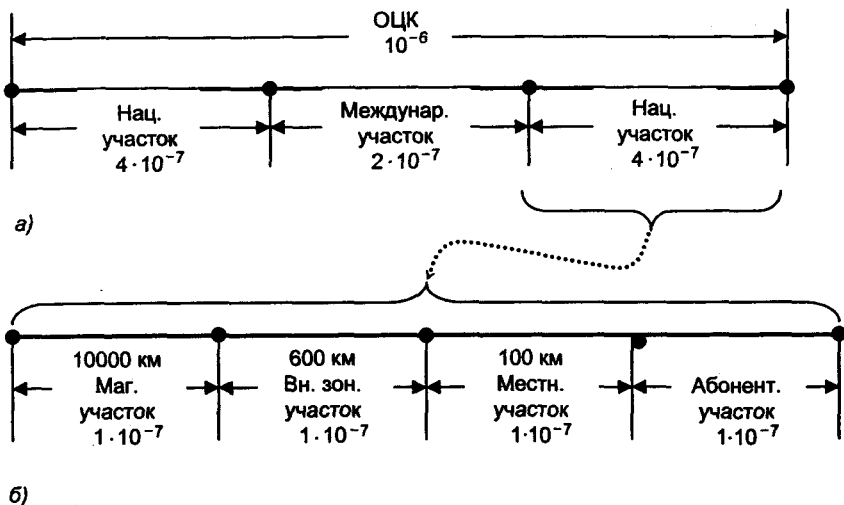 ОЦК
10⁻⁶
Нац.
участок
4·10⁻⁷
Междунар.
участок
2·10⁻⁷
Нац.
участок
4·10⁻⁷
а)
10000 км
Маг.
участок
1·10⁻⁷
600 км
Вн. зон.
участок
1·10⁻⁷
100 км
Местн.
участок
1·10⁻⁷
Абонент.
участок
1·10⁻⁷
б)